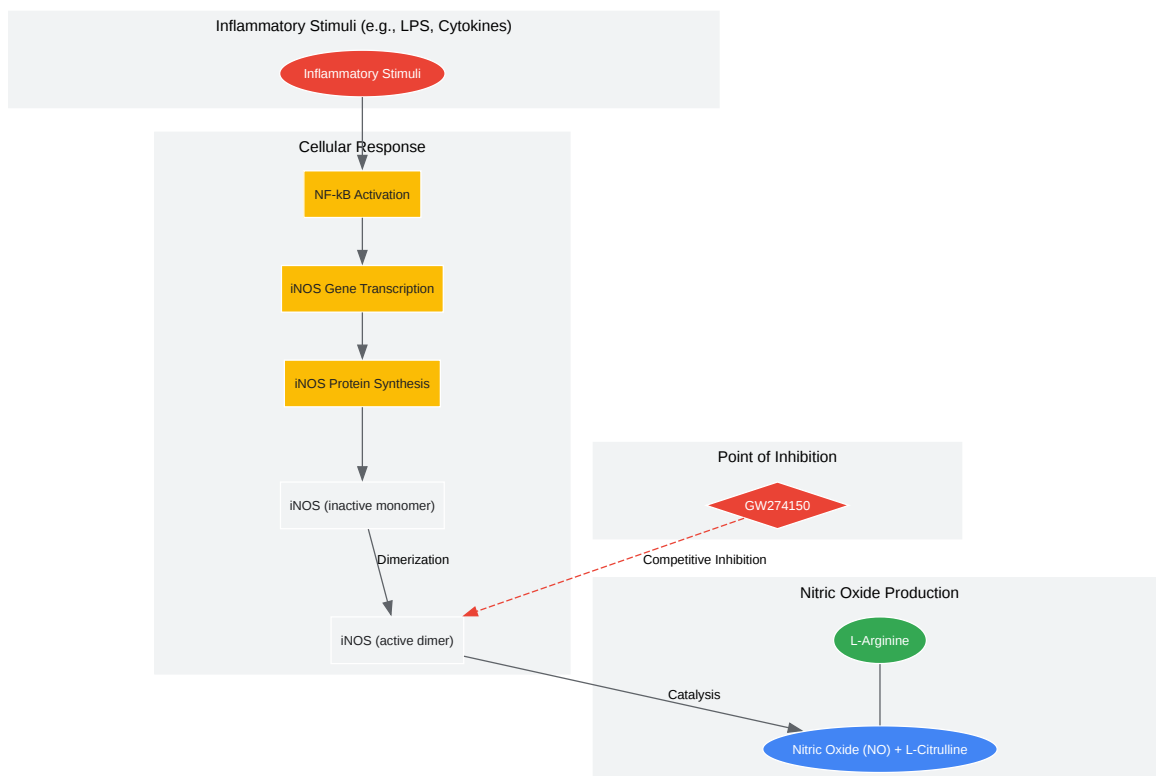 Inflammatory Stimuli (e.g., LPS, Cytokines)
Inflammatory Stimuli
Cellular Response
NF-kB Activation
iNOS Gene Transcription
iNOS Protein Synthesis
Point of Inhibition
iNOS (inactive monomer)
GW274150
Dimerization
Competitive Inhibition
Nitric Oxide Production
iNOS (active dimer)
L-Arginine
Catalysis
Nitric Oxide (NO) + L-Citrulline